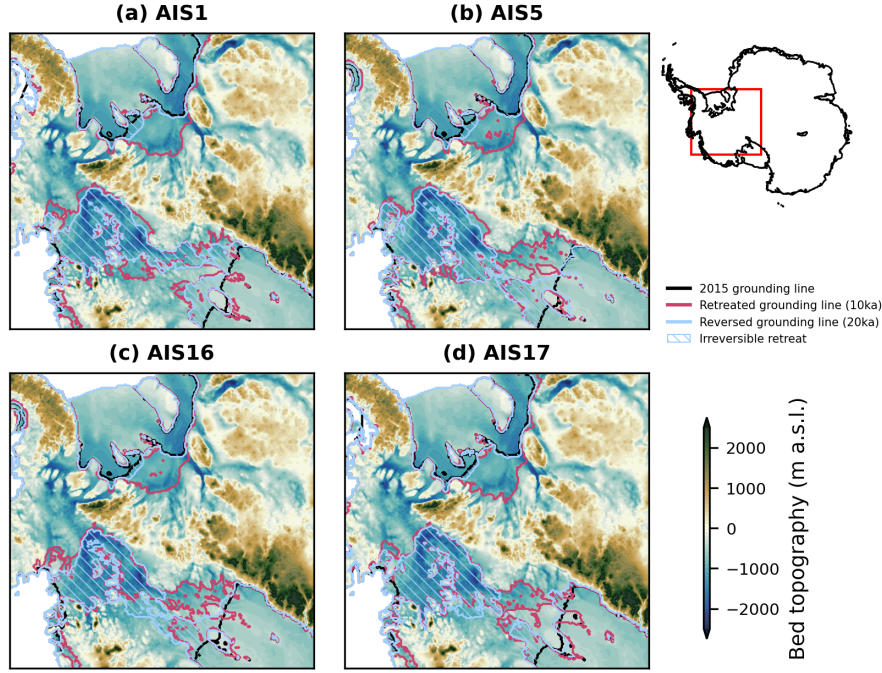 (a) AIS1
(b) AIS5
2015 grounding line
Retreated grounding line (10ka)
Reversed grounding line (20ka)
Irreversible retreat
(c) AIS16
(d) AIS17
2000
1000
0
−1000
−2000
Bed topography (m a.s.l.)